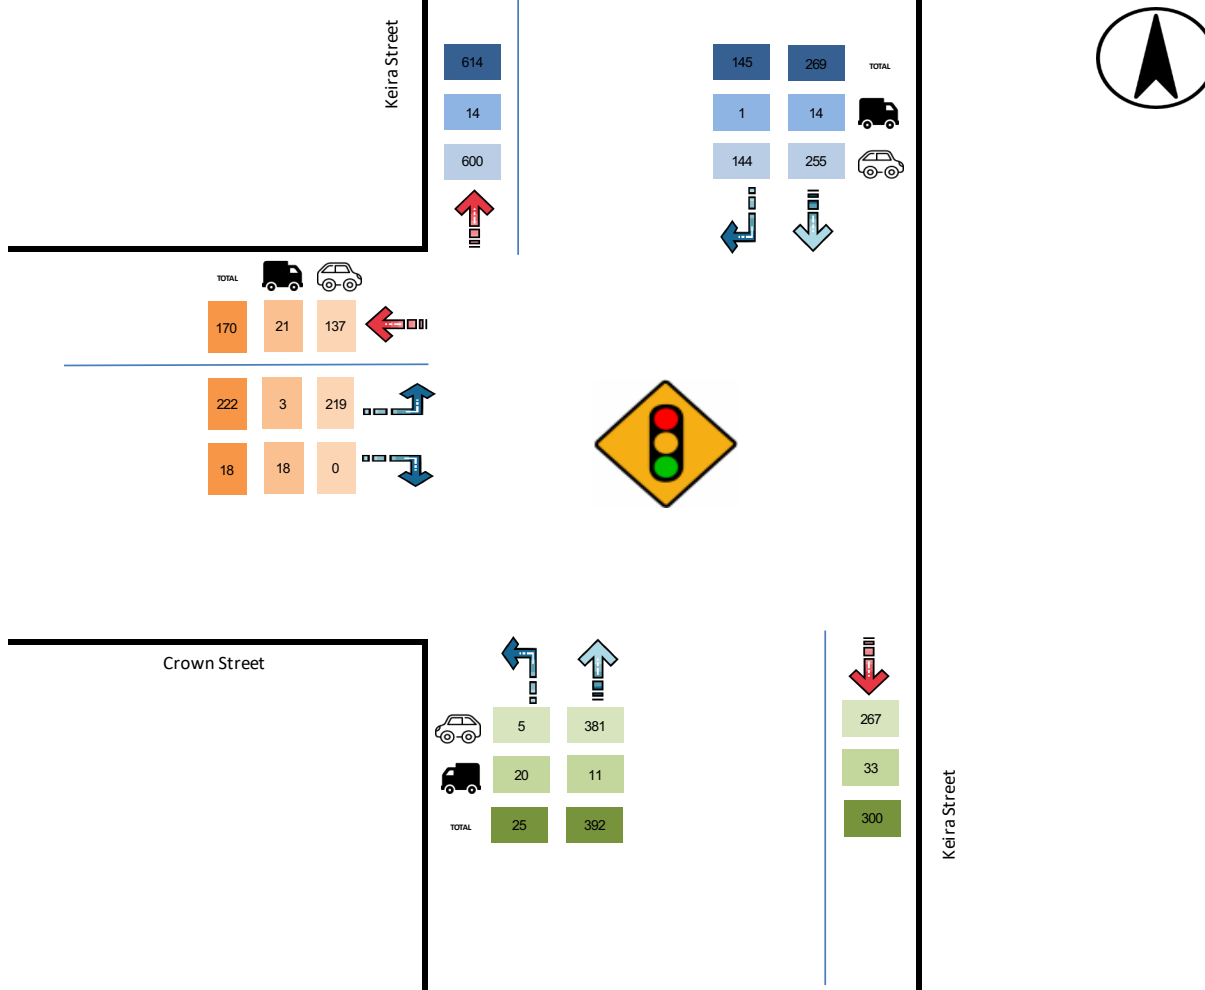 Keira Street
614
14
600
145 269 TOTAL
1 14
144 255
TOTAL
170 21 137
222 3 219
18 18 0
Crown Street
5 381
20 11
TOTAL 25 392
267
33
300
Keira Street